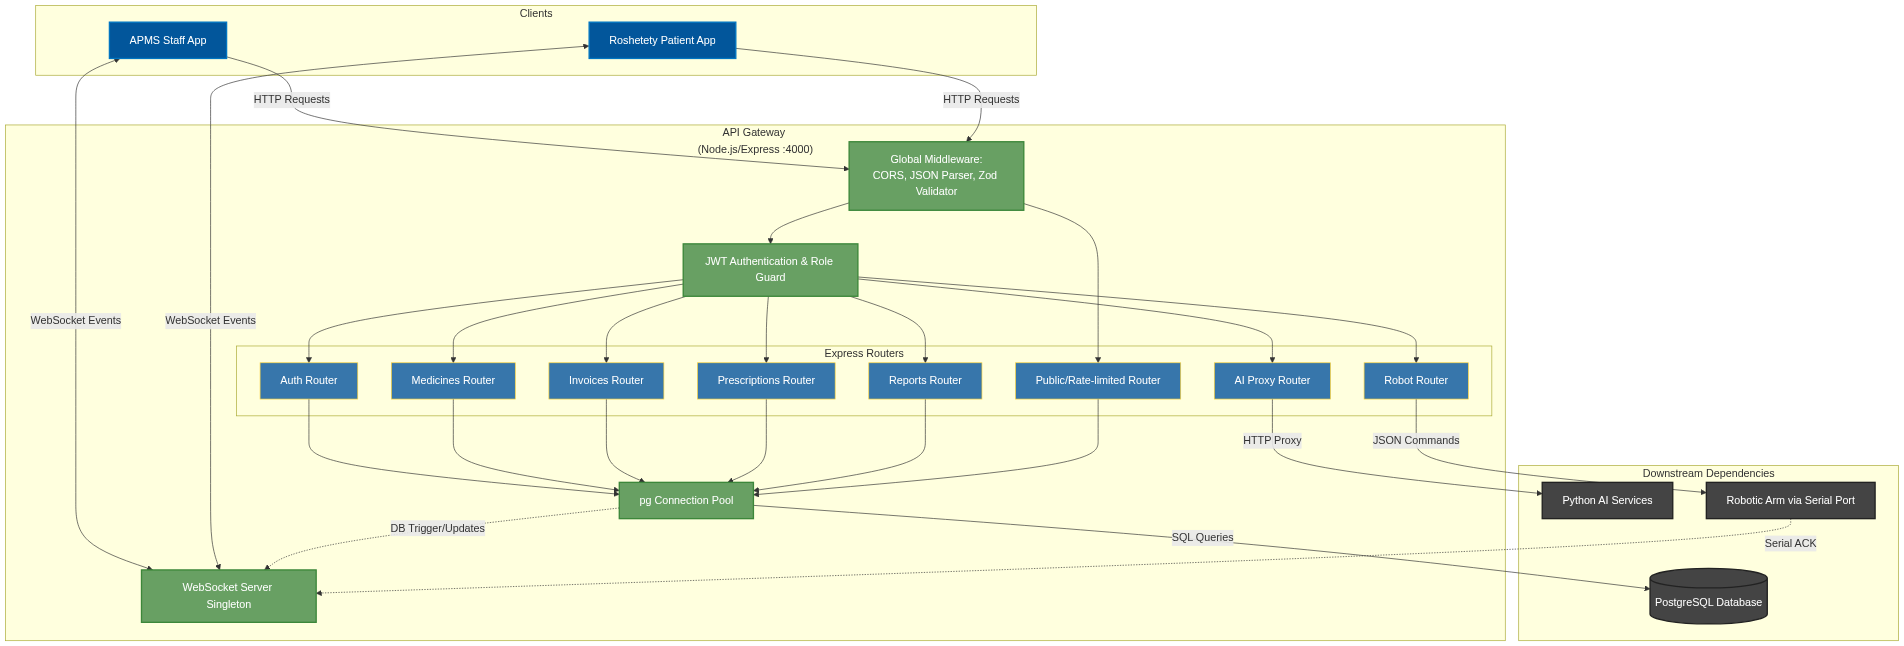 Clients
APMS Staff App
Roshetety Patient App
HTTP Requests
HTTP Requests
API Gateway
(Node.js/Express :4000)
Global Middleware:
CORS, JSON Parser, Zod
Validator
JWT Authentication & Role
Guard
WebSocket Events
WebSocket Events
Express Routers
Auth Router
Medicines Router
Invoices Router
Prescriptions Router
Reports Router
Public/Rate-limited Router
AI Proxy Router
Robot Router
HTTP Proxy
JSON Commands
Downstream Dependencies
pg Connection Pool
Python AI Services
Robotic Arm via Serial Port
DB Trigger/Updates
SQL Queries
Serial ACK
WebSocket Server
Singleton
PostgreSQL Database